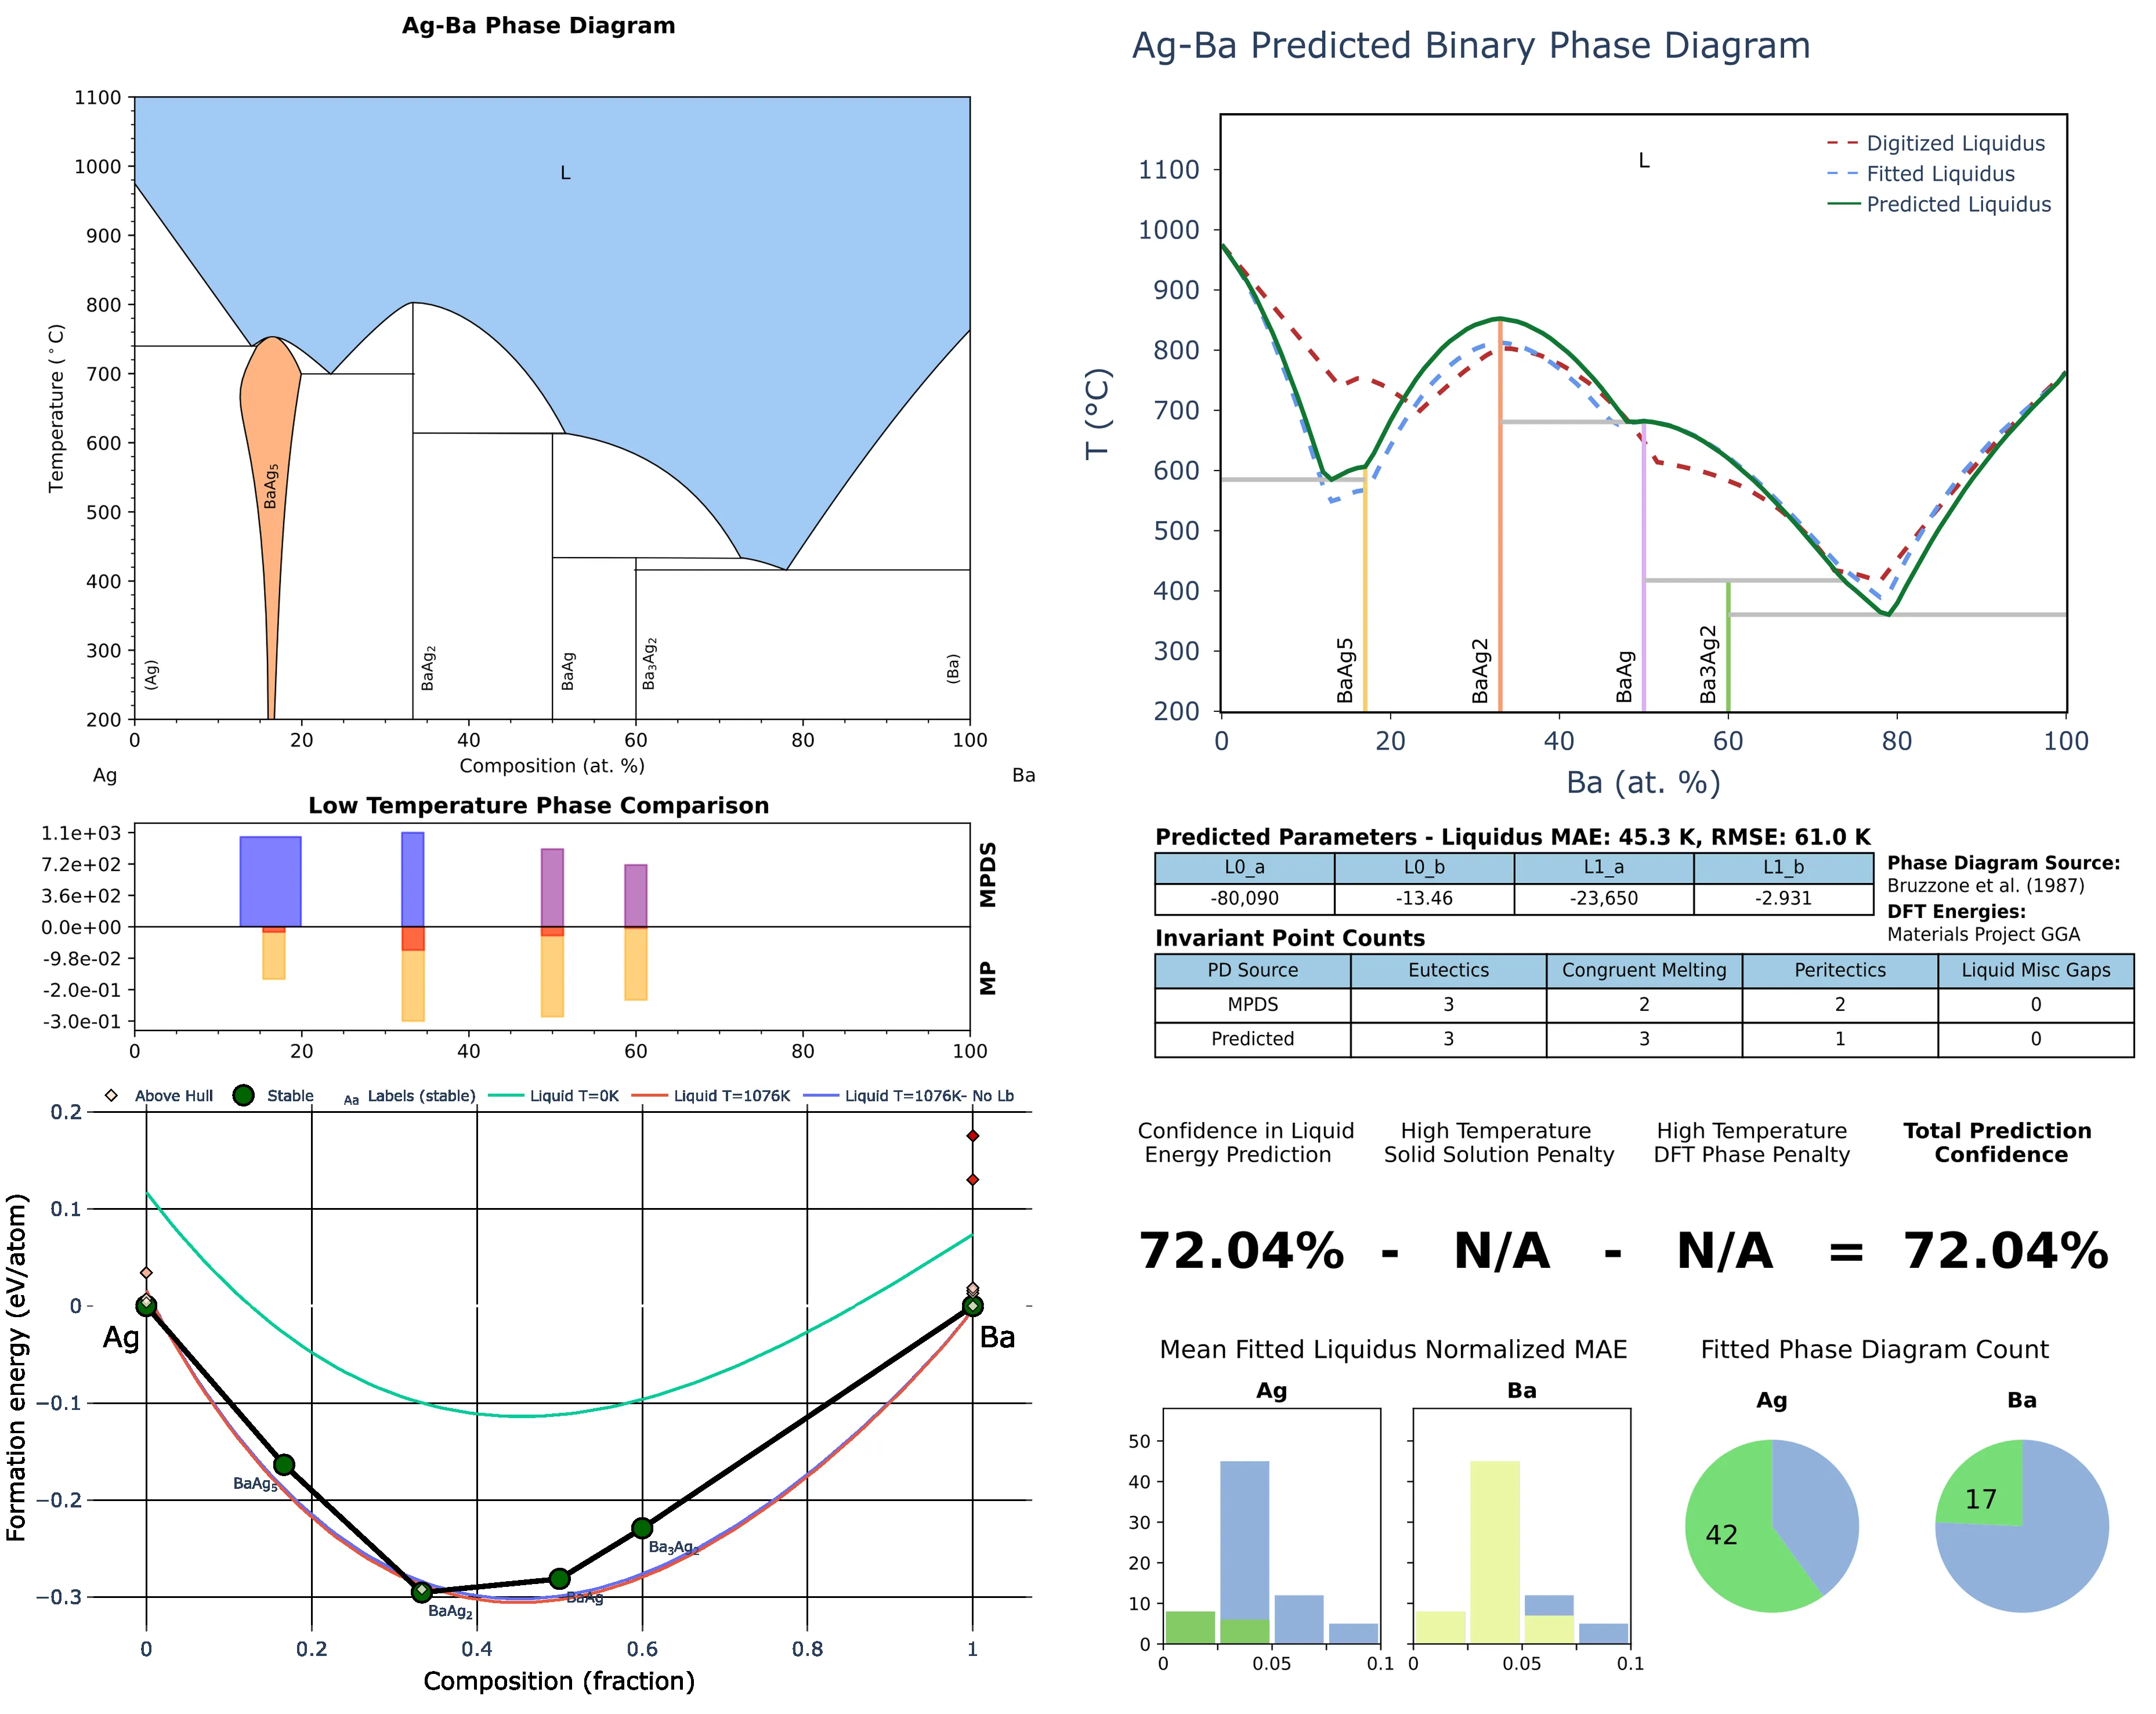 Ag-Ba Phase Diagram
1100
1000
900
800
700
600
500
400
300
200
Temperature (°C)
L
BaAg₅
(Ag)
BaAg₂
BaAg
Ba₃Ag₂
(Ba)
0 20 40 60 80 100
Composition (at. %)
Ag Ba
Low Temperature Phase Comparison
1.1e+03
7.2e+02
3.6e+02
0.0e+00
-9.8e-02
-2.0e-01
-3.0e-01
MPDS
MP
0 20 40 60 80 100
Above Hull Stable Aa Labels (stable) Liquid T=0K Liquid T=1076K Liquid T=1076K- No Lb
0.2
0.1
0
−0.1
−0.2
−0.3
Formation energy (eV/atom)
Ag
Ba
BaAg₅
Ba₃Ag₂
BaAg
BaAg₂
0 0.2 0.4 0.6 0.8 1
Composition (fraction)
Ag-Ba Predicted Binary Phase Diagram
L
Digitized Liquidus
Fitted Liquidus
Predicted Liquidus
1100
1000
900
800
700
600
500
400
300
200
T (°C)
BaAg5
BaAg2
BaAg
Ba3Ag2
0 20 40 60 80 100
Ba (at. %)
Predicted Parameters - Liquidus MAE: 45.3 K, RMSE: 61.0 K
L0_a L0_b L1_a L1_b
-80,090 -13.46 -23,650 -2.931
Phase Diagram Source:
Bruzzone et al. (1987)
DFT Energies:
Materials Project GGA
Invariant Point Counts
PD Source Eutectics Congruent Melting Peritectics Liquid Misc Gaps
MPDS 3 2 2 0
Predicted 3 3 1 0
Confidence in Liquid
Energy Prediction
High Temperature
Solid Solution Penalty
High Temperature
DFT Phase Penalty
Total Prediction
Confidence
72.04% - N/A - N/A = 72.04%
Mean Fitted Liquidus Normalized MAE
Ag
Ba
50
40
30
20
10
0
0 0.05 0.1
0 0.05 0.1
Fitted Phase Diagram Count
Ag
Ba
42
17